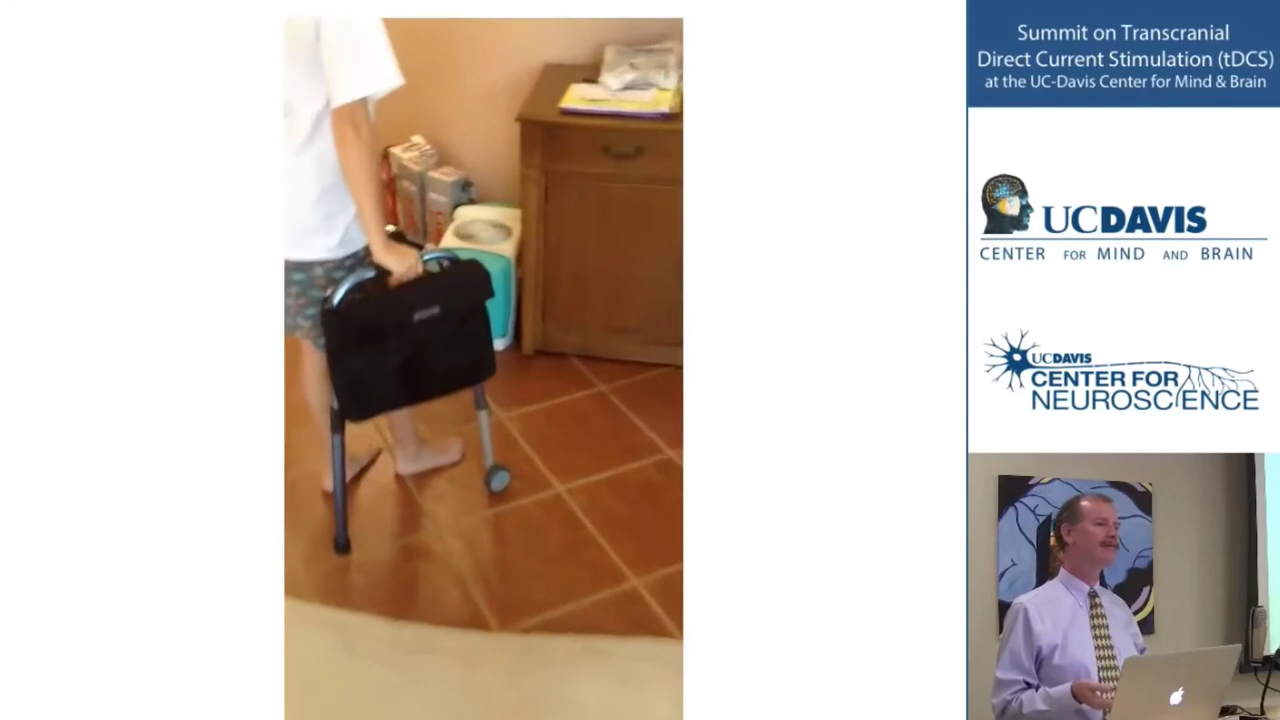 Summit on Transcranial
Direct Current Stimulation (tDCS)
at the UC-Davis Center for Mind & Brain
UCDAVIS
CENTER FOR MIND AND BRAIN
UCDAVIS
CENTER FOR
NEUROSCIENCE